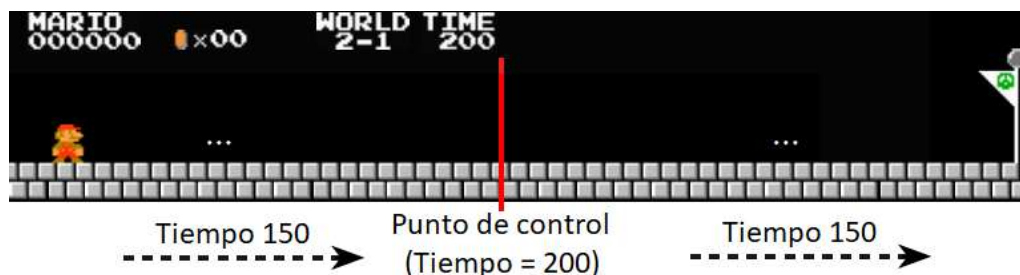 MARIO WORLD TIME
000000 ×00 2-1 200
... ...
Tiempo 150 Punto de control Tiempo 150
(Tiempo = 200)